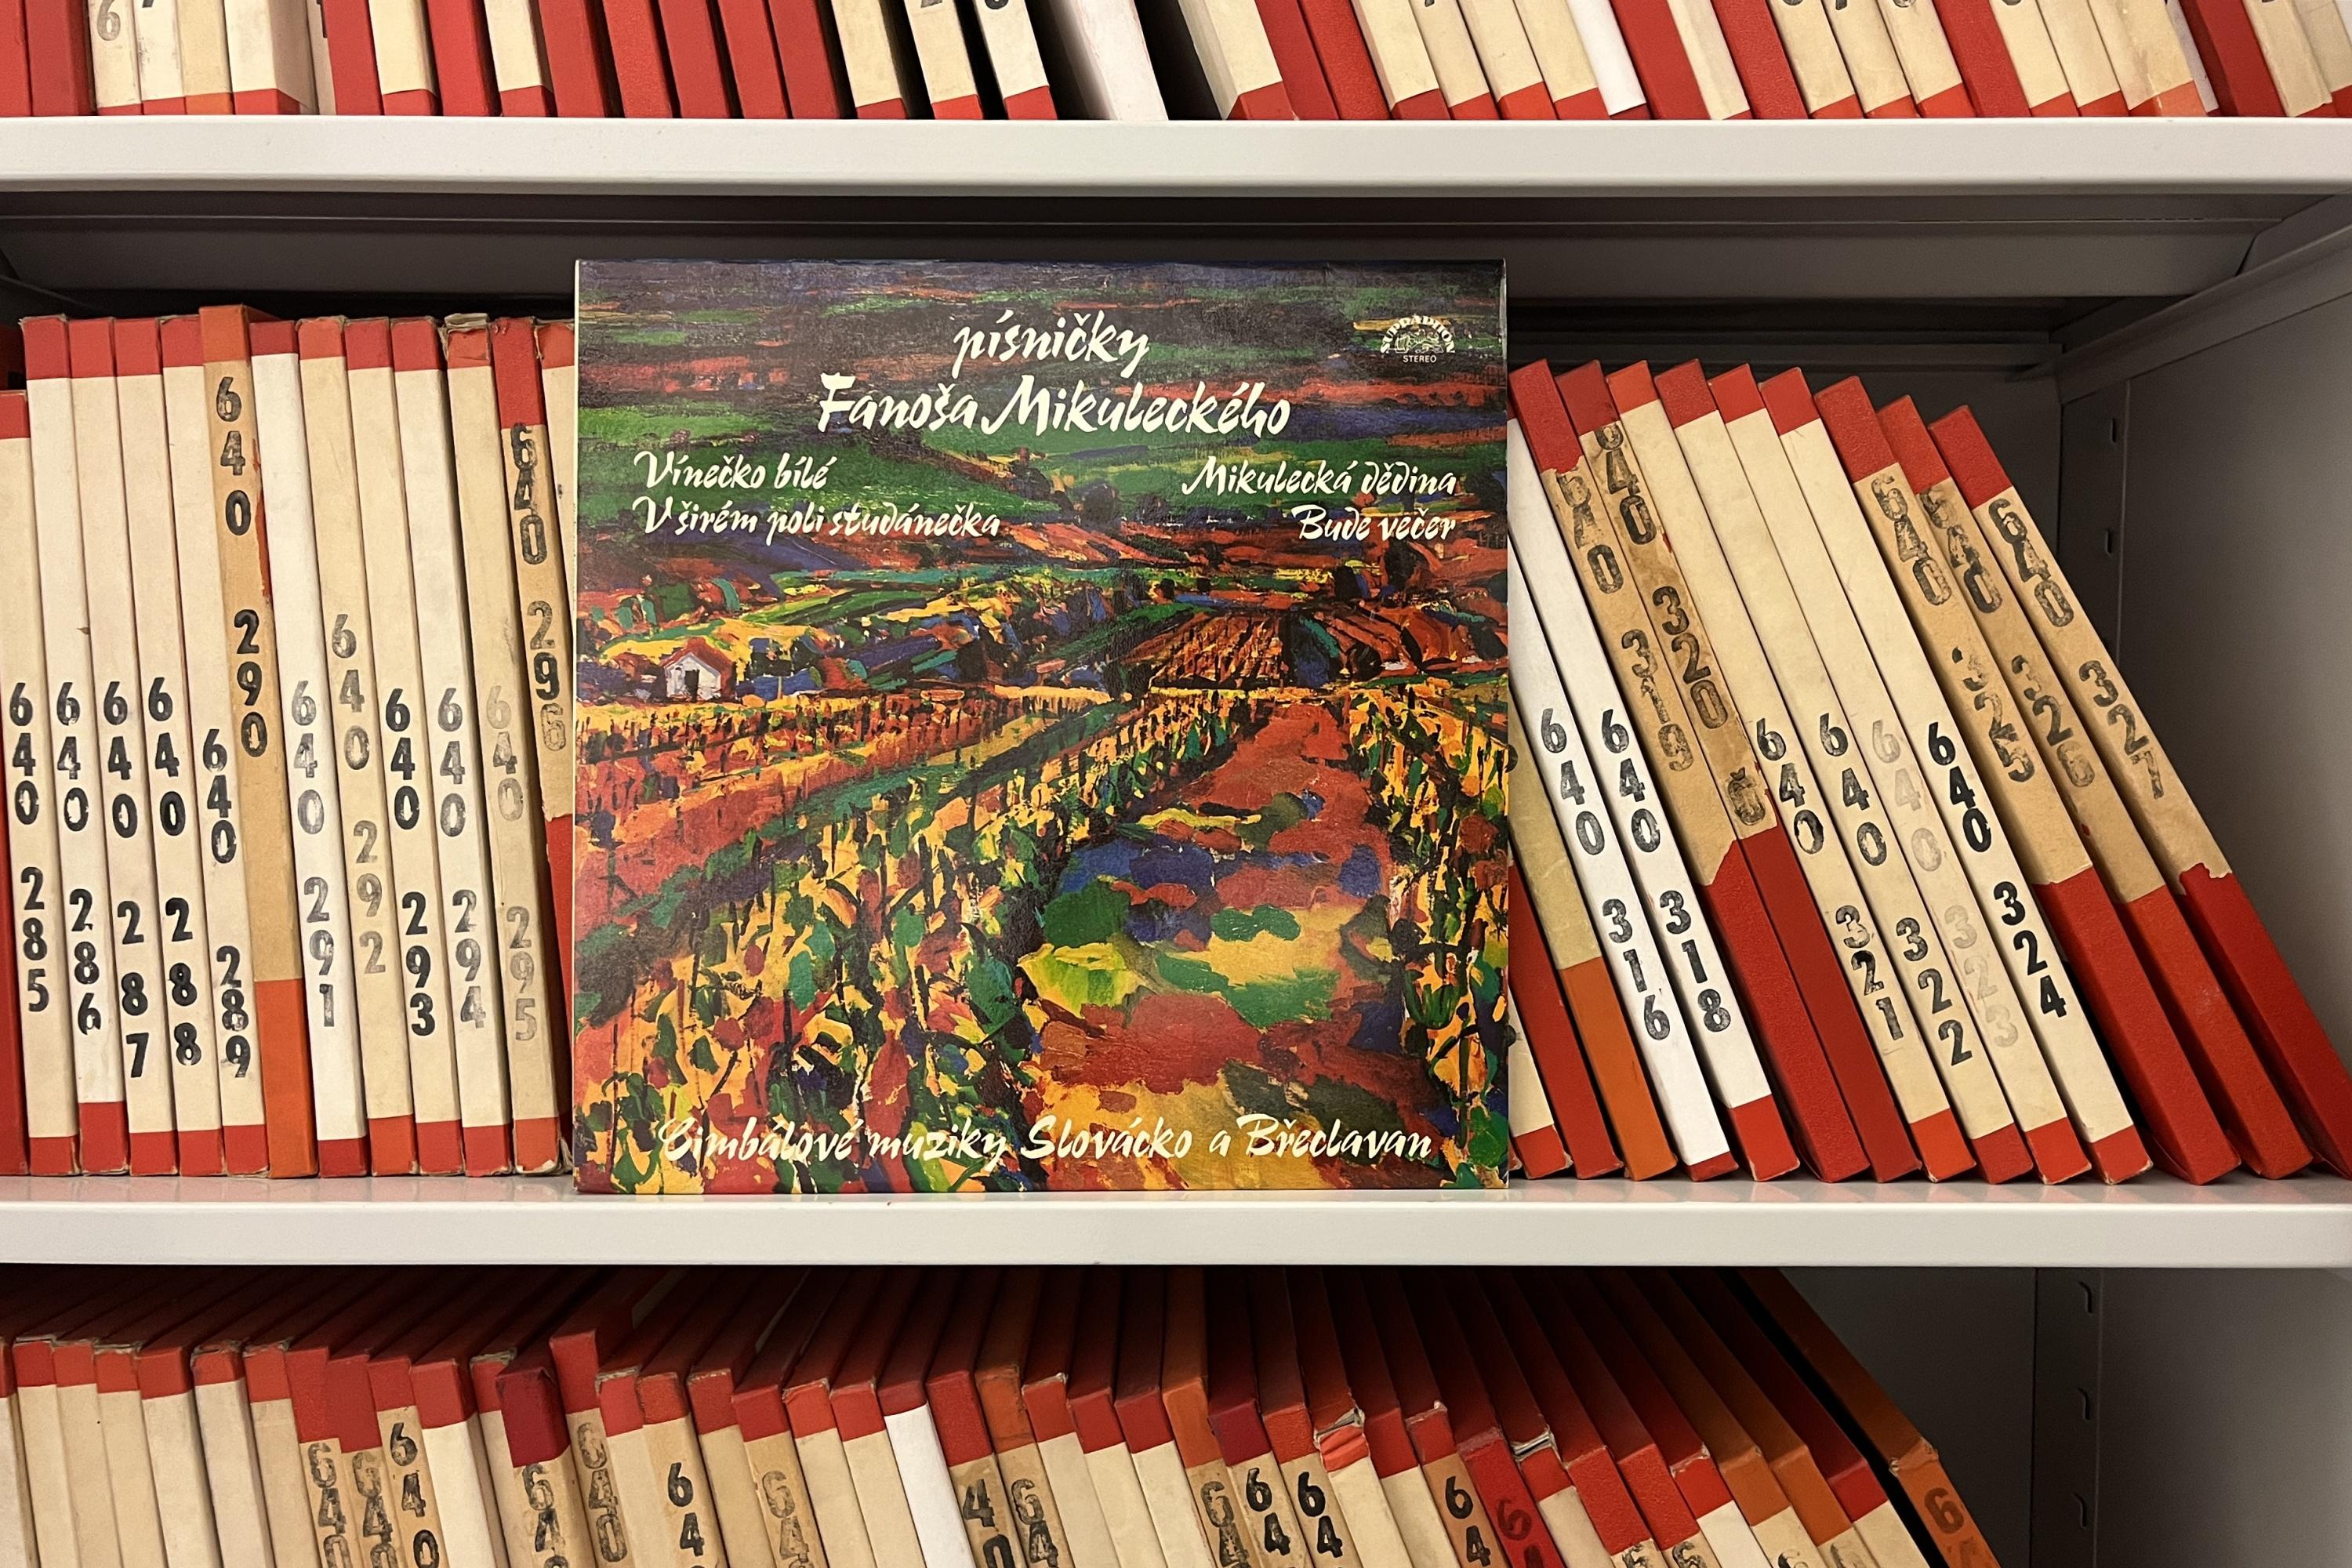 písničky
Fanoša Mikuleckého
SUPRAPHON
STEREO
Vínečko bílé
V širém poli studánečka
Mikulecká dědina
Bude večer
Cimbálové muziky Slovácko a Břeclavan
640 285
640 286
640 287
640 288
640 289
640 290
640 291
640 292
640 293
640 294
640 295
640 296
640 316
640 318
640 319
640 320
640 321
640 322
640 323
640 324
640 325
640 326
640 327